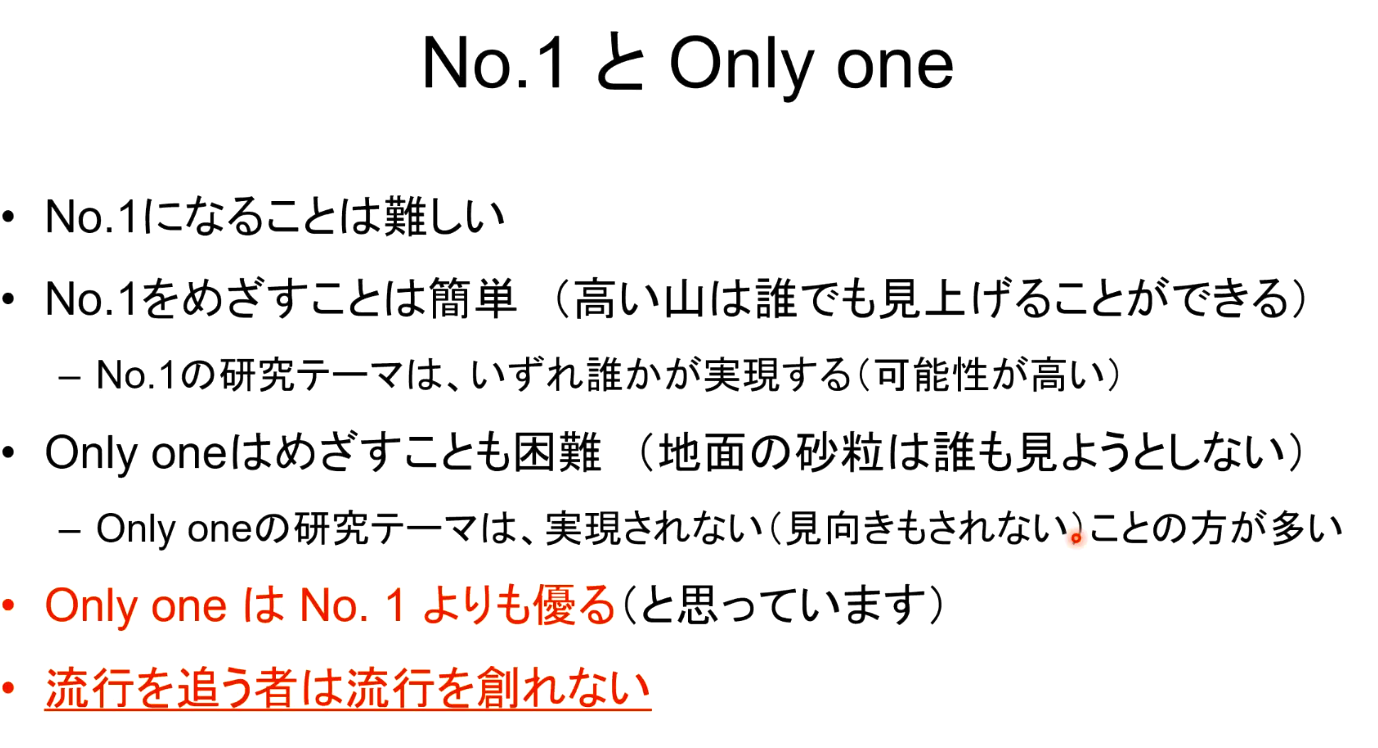 No.1 と Only one
• No.1になることは難しい
• No.1をめざすことは簡単 （高い山は誰でも見上げることができる）
– No.1の研究テーマは、いずれ誰かが実現する（可能性が高い）
• Only oneはめざすことも困難 （地面の砂粒は誰も見ようとしない）
– Only oneの研究テーマは、実現されない（見向きもされない）ことの方が多い
• Only one は No. 1 よりも優る（と思っています）
• 流行を追う者は流行を創れない